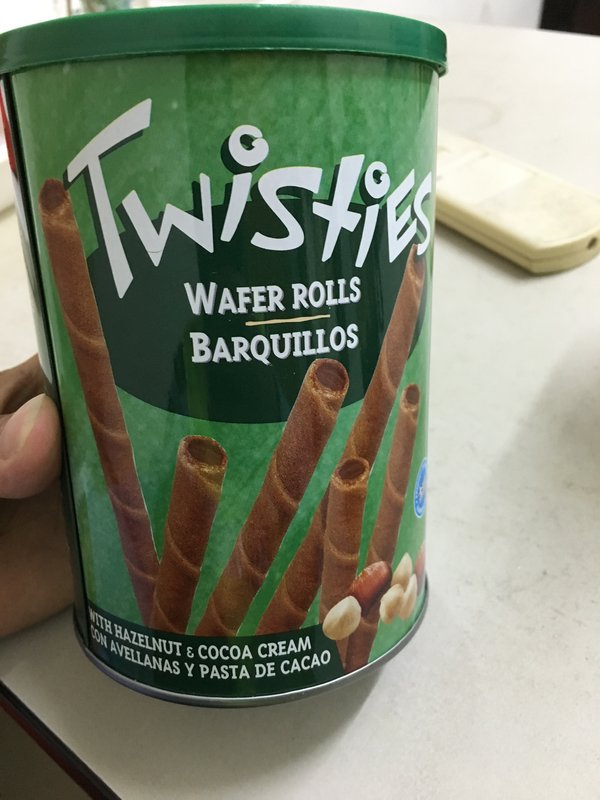 Twisties
WAFER ROLLS
BARQUILLOS
WITH HAZELNUT & COCOA CREAM
CON AVELLANAS Y PASTA DE CACAO